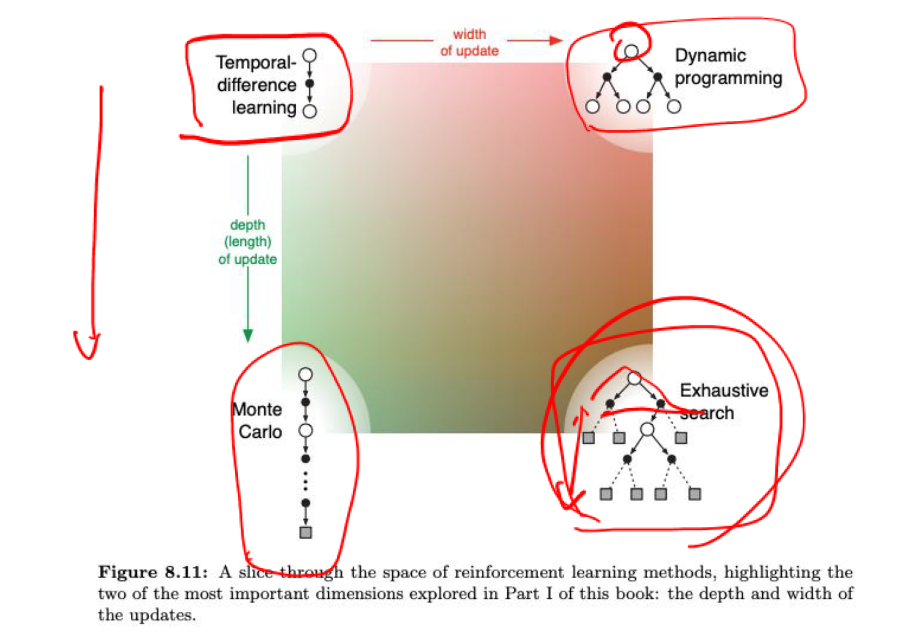 width
of update
Temporal-
difference
learning
Dynamic
programming
depth
(length)
of update
Monte
Carlo
Exhaustive
search
Figure 8.11: A slice through the space of reinforcement learning methods, highlighting the
two of the most important dimensions explored in Part I of this book: the depth and width of
the updates.